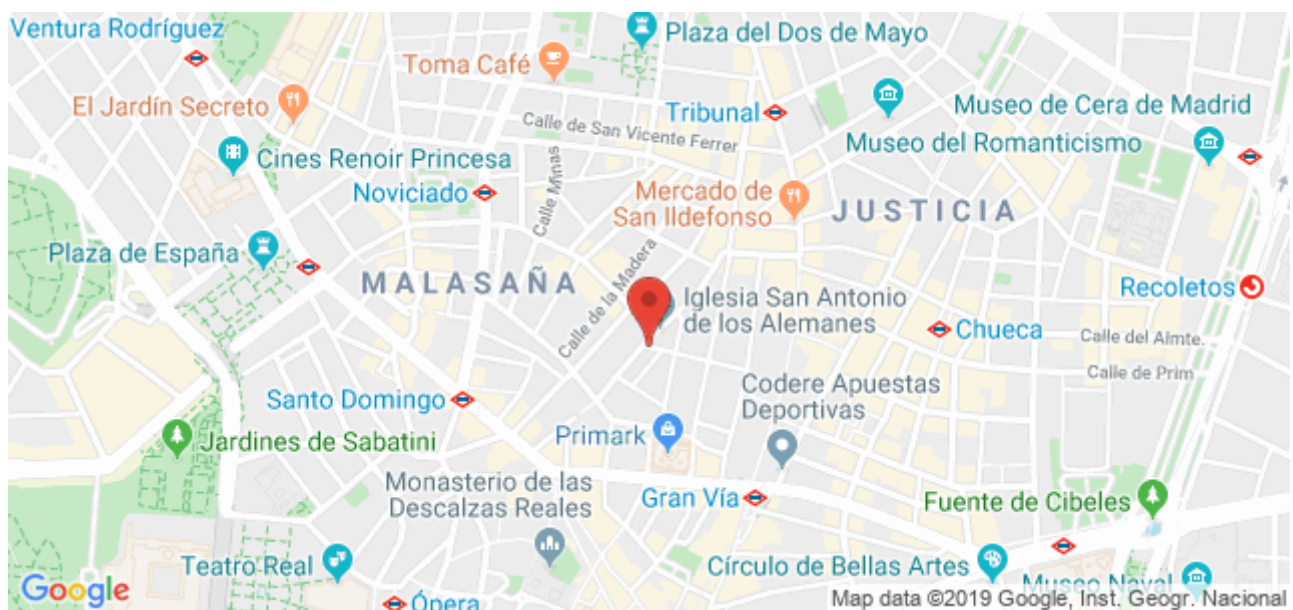 Ventura Rodríguez
Plaza del Dos de Mayo
Toma Café
El Jardín Secreto
Tribunal
Museo de Cera de Madrid
Calle de San Vicente Ferrer
Museo del Romanticismo
Cines Renoir Princesa
Noviciado
Calle Minas
Mercado de
San Ildefonso
JUSTICIA
Plaza de España
MALASAÑA
Calle de la Madera
Iglesia San Antonio
de los Alemanes
Recoletos
Chueca
Calle del Almte.
Calle de Prim
Santo Domingo
Codere Apuestas
Deportivas
Jardines de Sabatini
Primark
Monasterio de las
Descalzas Reales
Gran Vía
Fuente de Cibeles
Teatro Real
Círculo de Bellas Artes
Museo Naval
Google
Ópera
Map data ©2019 Google, Inst. Geogr. Nacional